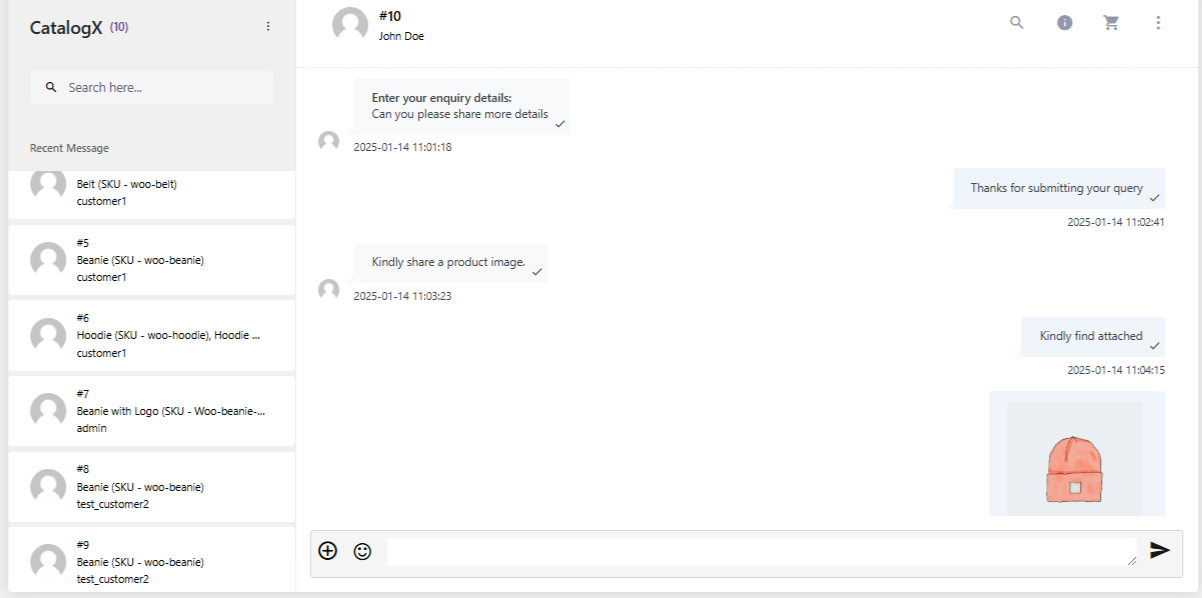 CatalogX (10)
Search here...
Recent Message
Belt (SKU - woo-belt)
customer1
#5
Beanie (SKU - woo-beanie)
customer1
#6
Hoodie (SKU - woo-hoodie), Hoodie ...
customer1
#7
Beanie with Logo (SKU - Woo-beanie-...
admin
#8
Beanie (SKU - woo-beanie)
test_customer2
#9
Beanie (SKU - woo-beanie)
test_customer2
#10
John Doe
Enter your enquiry details:
Can you please share more details
2025-01-14 11:01:18
Thanks for submitting your query
2025-01-14 11:02:41
Kindly share a product image.
2025-01-14 11:03:23
Kindly find attached
2025-01-14 11:04:15